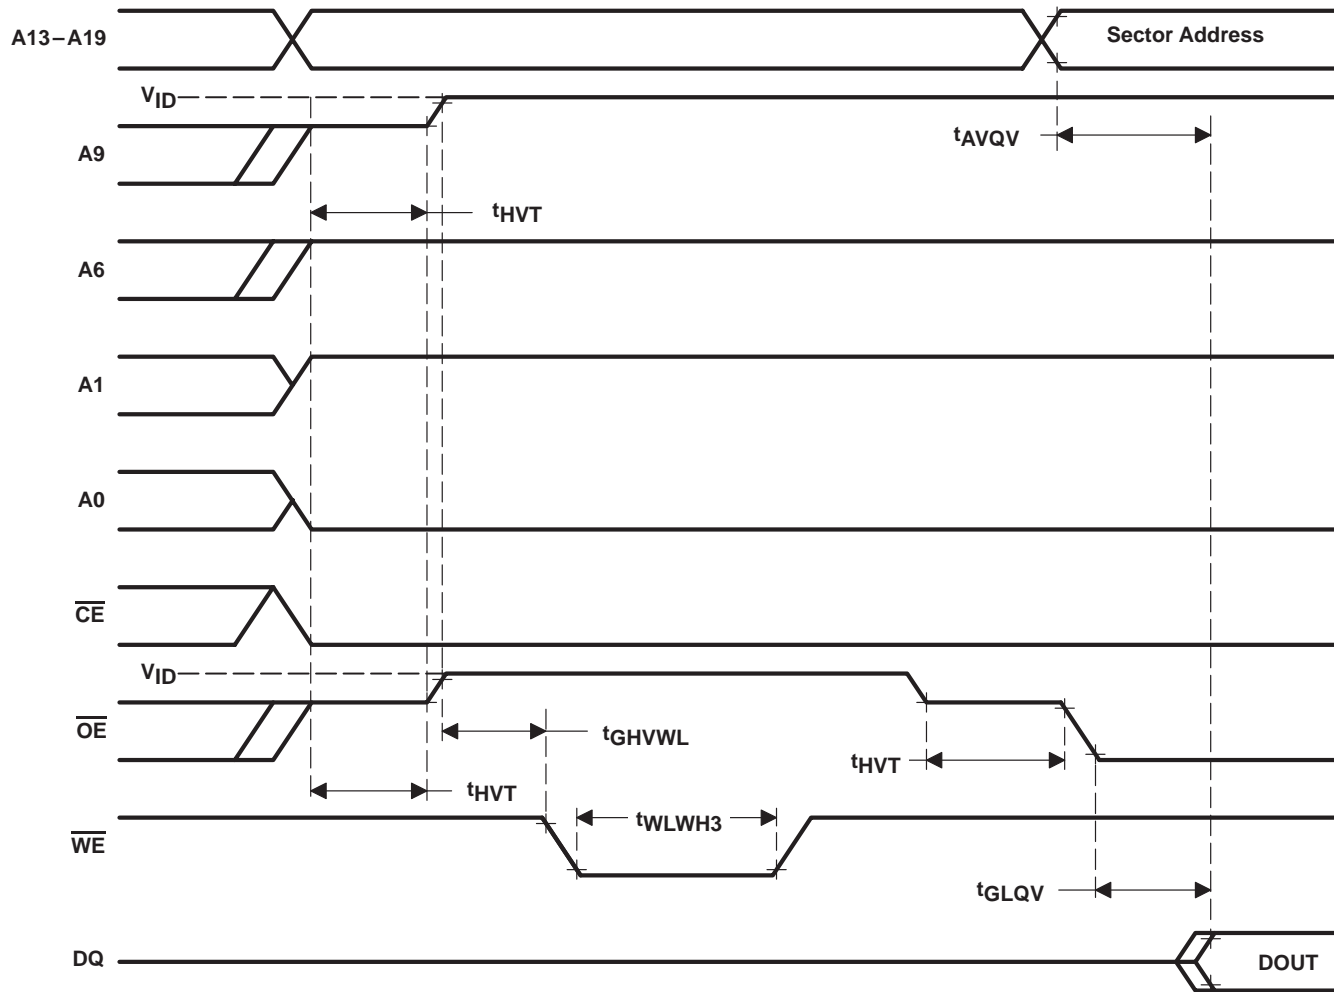 A13–A19
Sector Address
VID
tAVQV
A9
tHVT
A6
A1
A0
CE
VID
OE
tGHVWL
tHVT
tHVT
tWLWH3
WE
tGLQV
DQ
DOUT